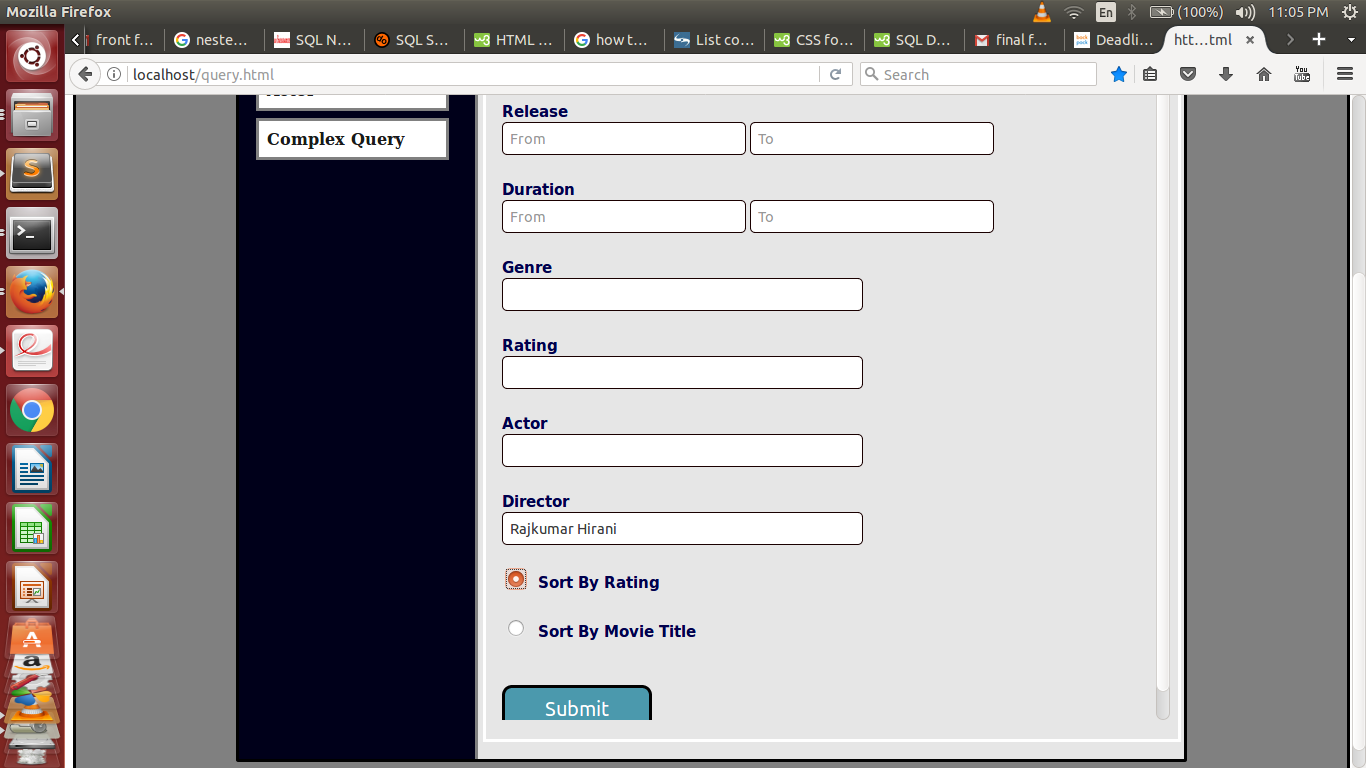 Mozilla Firefox
En (100%) 11:05 PM
front f...
neste...
SQL N...
SQL S...
HTML ...
how t...
List co...
CSS fo...
SQL D...
final f...
Deadli...
htt...tml
localhost/query.html
Search
You
Tube
Complex Query
Release
From To
Duration
From To
Genre
Rating
Actor
Director
Rajkumar Hirani
Sort By Rating
Sort By Movie Title
Submit